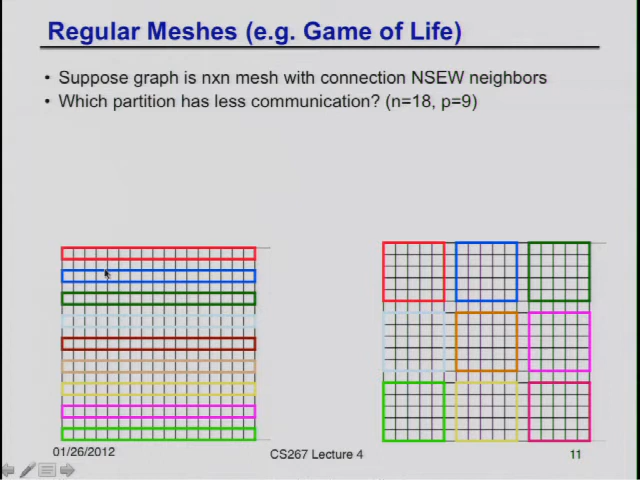 Regular Meshes (e.g. Game of Life)
• Suppose graph is nxn mesh with connection NSEW neighbors
• Which partition has less communication? (n=18, p=9)
01/26/2012
CS267 Lecture 4
11